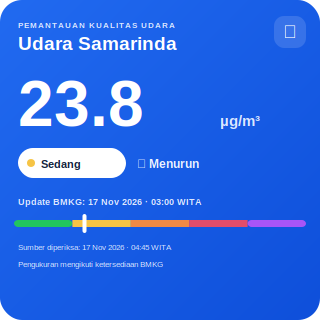 PEMANTAUAN KUALITAS UDARA
Udara Samarinda
23.8 µg/m³
Sedang
Menurun
Update BMKG: 17 Nov 2026 · 03:00 WITA
Sumber diperiksa: 17 Nov 2026 · 04:45 WITA
Pengukuran mengikuti ketersediaan BMKG